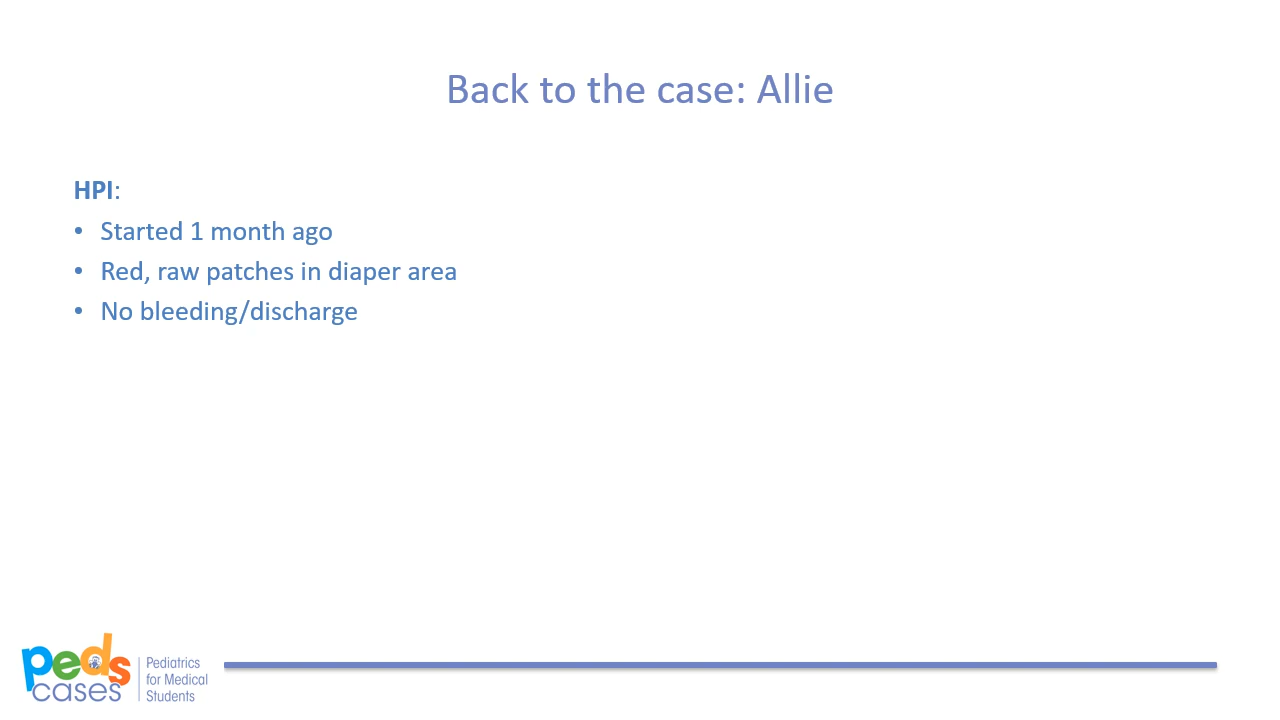 Back to the case: Allie
HPI:
• Started 1 month ago
• Red, raw patches in diaper area
• No bleeding/discharge
peds
cases
Pediatrics
for Medical
Students